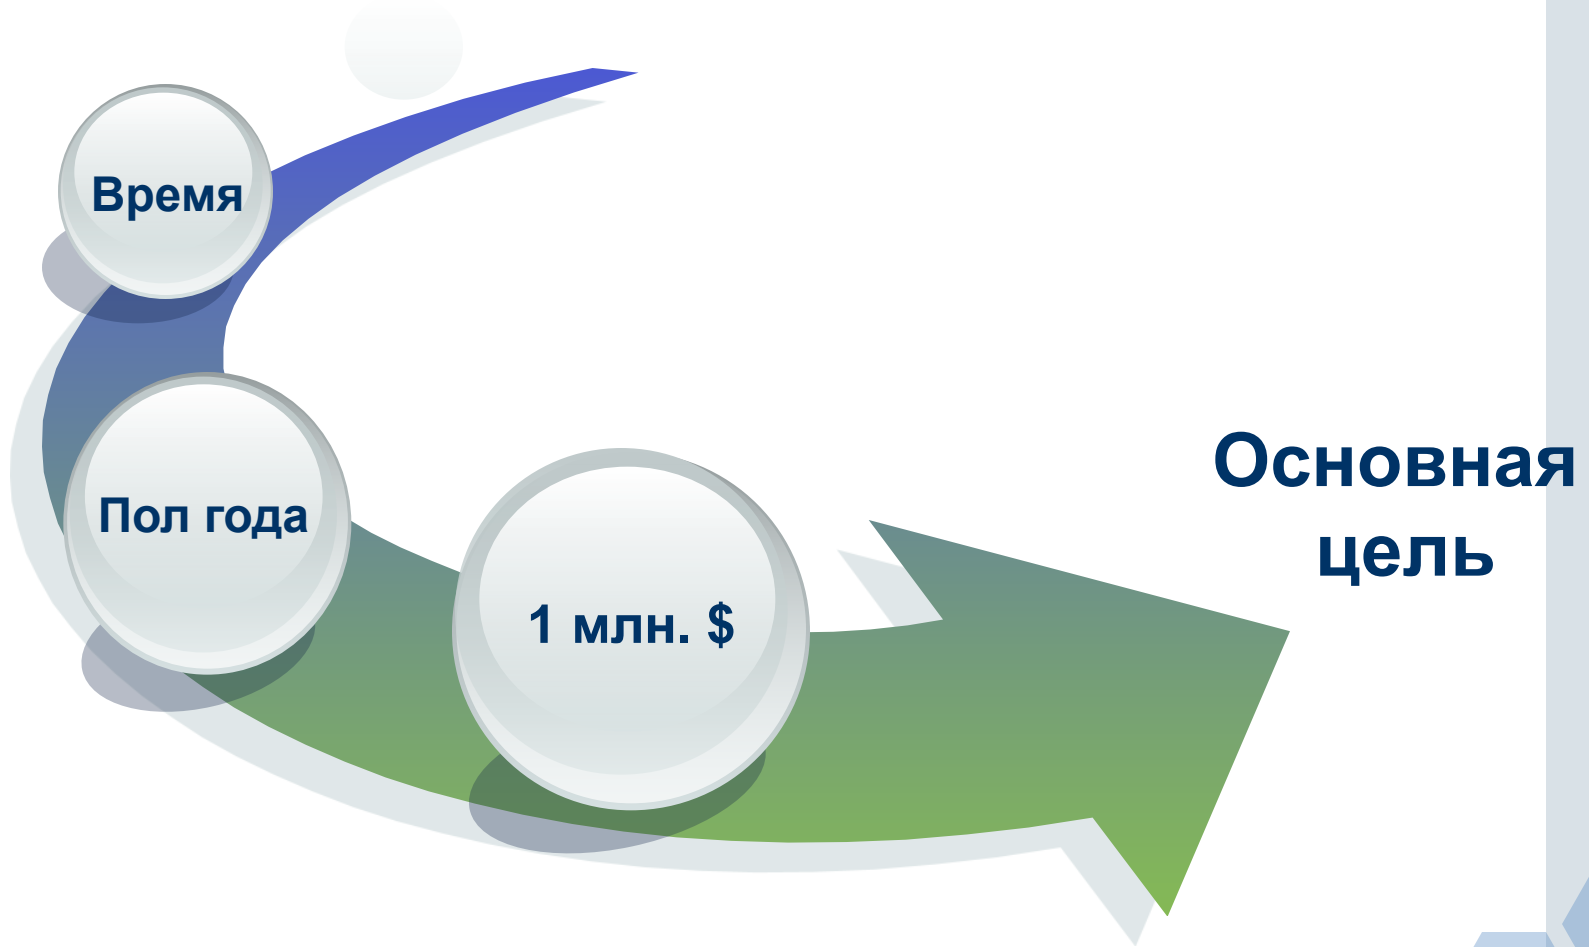 Время
Пол года
1 млн. $
Основная
цель